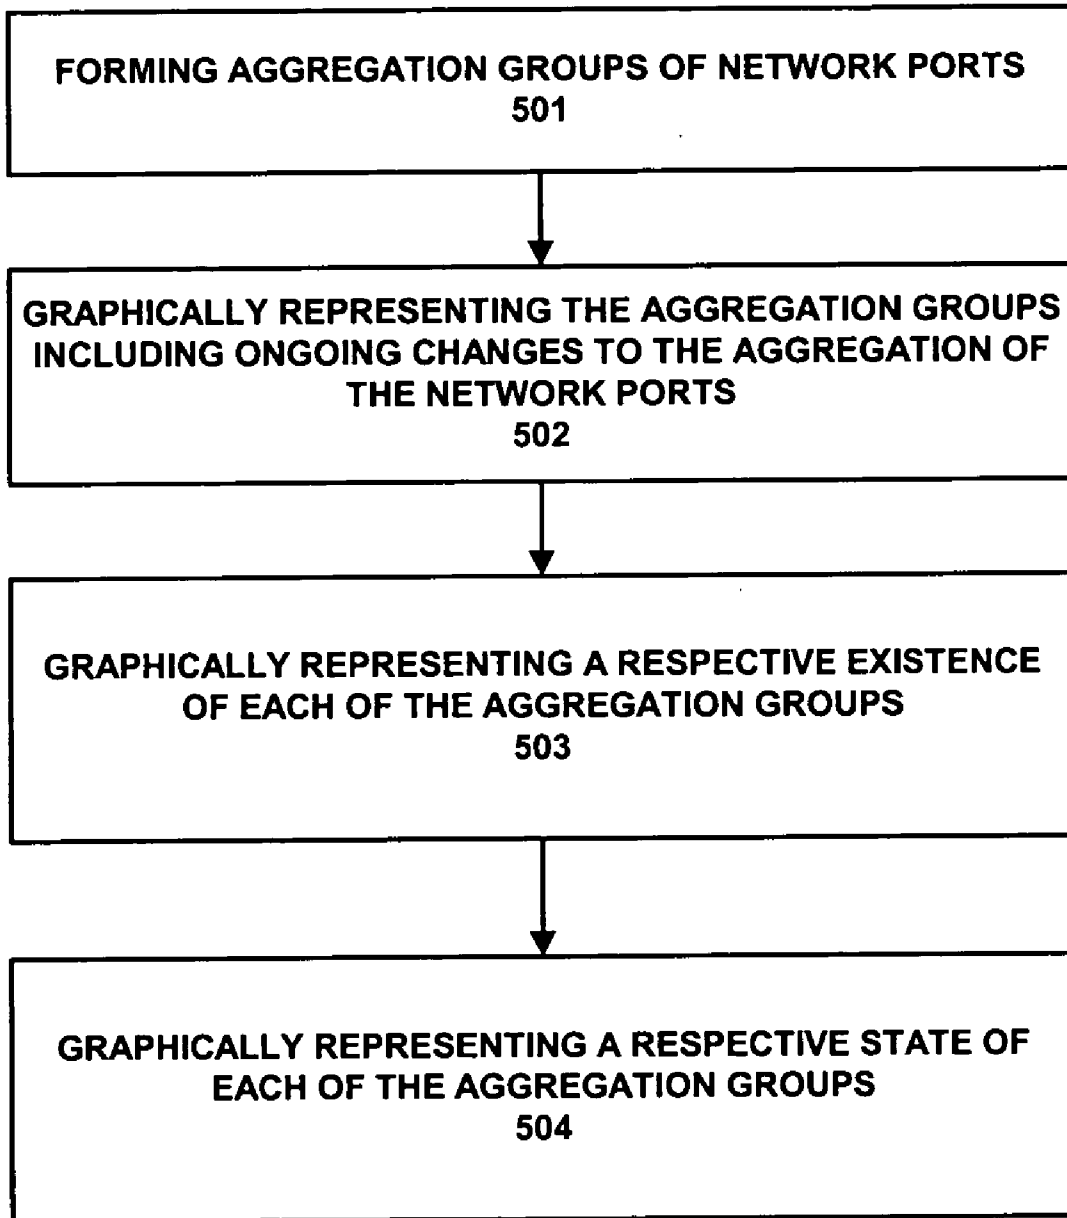 FORMING AGGREGATION GROUPS OF NETWORK PORTS
501
GRAPHICALLY REPRESENTING THE AGGREGATION GROUPS
INCLUDING ONGOING CHANGES TO THE AGGREGATION OF
THE NETWORK PORTS
502
GRAPHICALLY REPRESENTING A RESPECTIVE EXISTENCE
OF EACH OF THE AGGREGATION GROUPS
503
GRAPHICALLY REPRESENTING A RESPECTIVE STATE OF
EACH OF THE AGGREGATION GROUPS
504